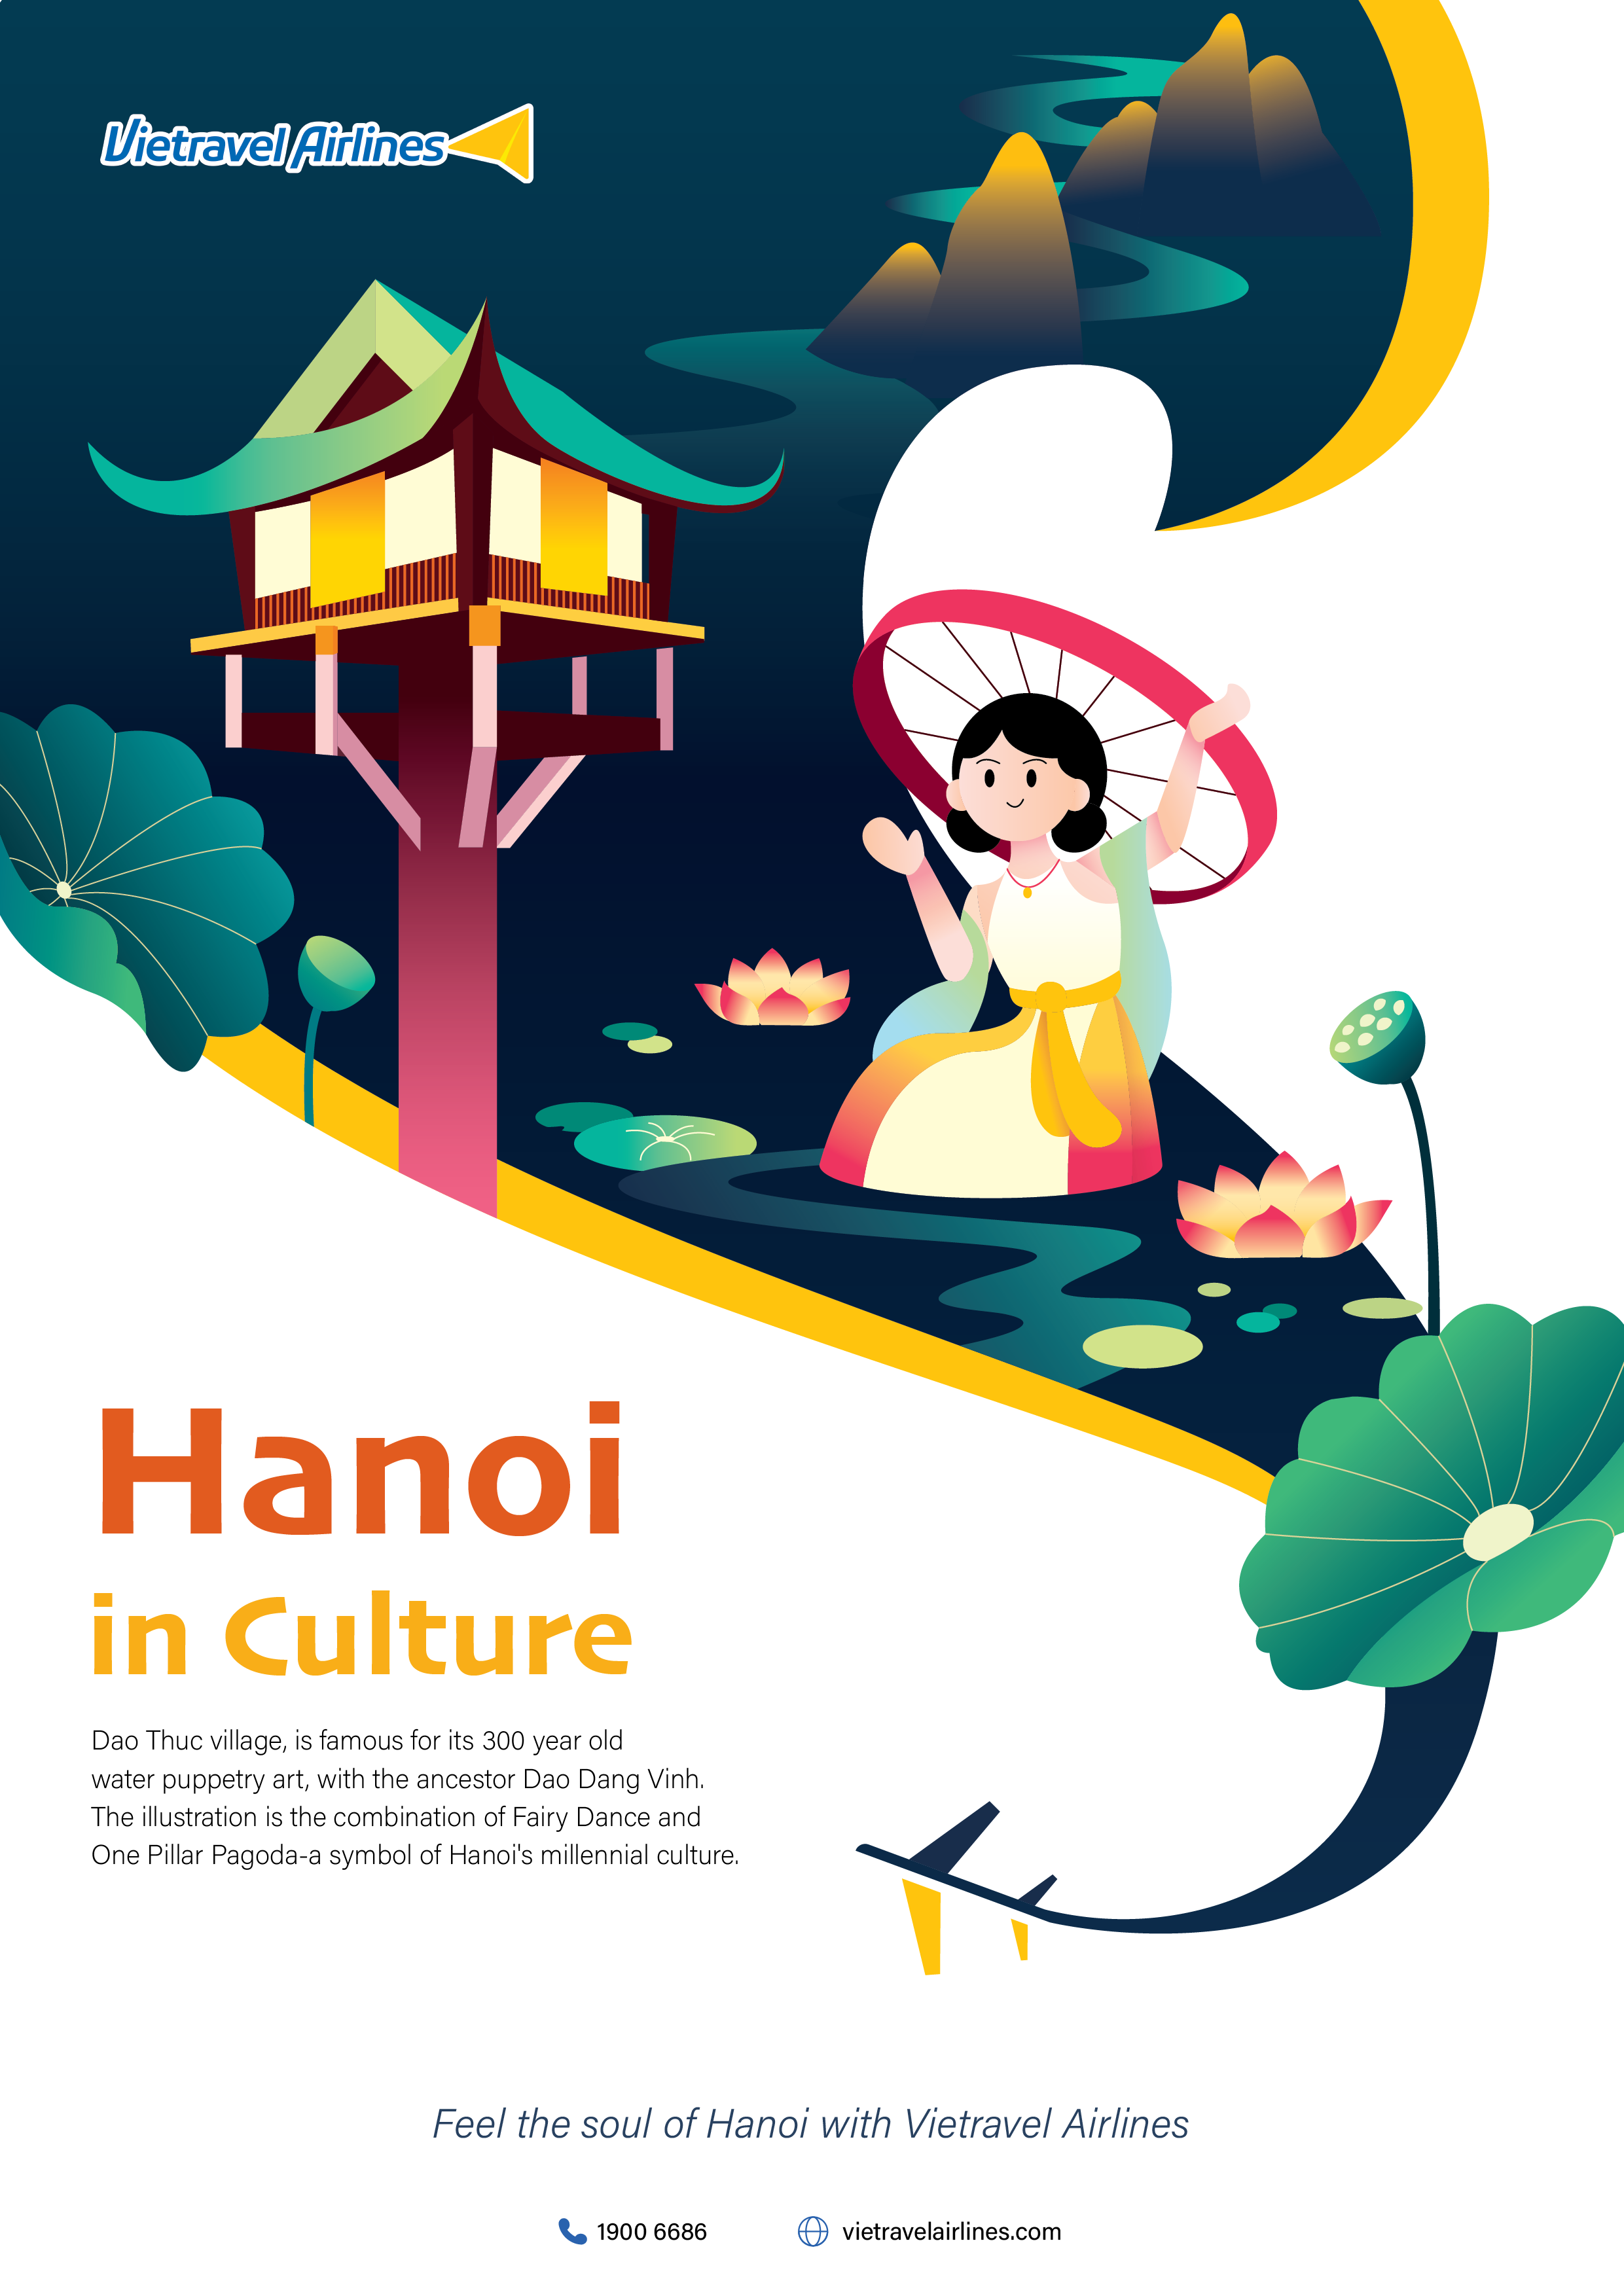 Vietravel Airlines
Hanoi
in Culture
Dao Thuc village, is famous for its 300 year old
water puppetry art, with the ancestor Dao Dang Vinh.
The illustration is the combination of Fairy Dance and
One Pillar Pagoda-a symbol of Hanoi's millennial culture.
Feel the soul of Hanoi with Vietravel Airlines
1900 6686 vietravelairlines.com